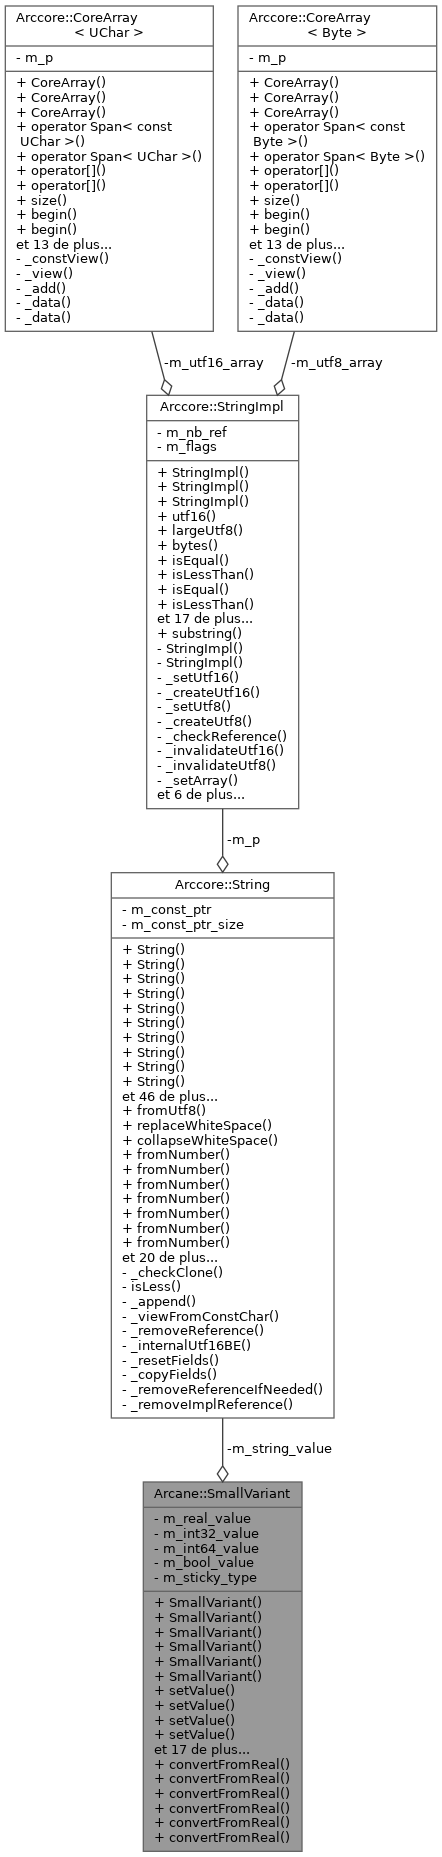 Arccore::CoreArray
< UChar >
- m_p
+ CoreArray()
+ CoreArray()
+ CoreArray()
+ operator Span< const
UChar >()
+ operator Span< UChar >()
+ operator[]()
+ operator[]()
+ size()
+ begin()
+ begin()
et 13 de plus...
- _constView()
- _view()
- _add()
- _data()
- _data()
Arccore::CoreArray
< Byte >
- m_p
+ CoreArray()
+ CoreArray()
+ CoreArray()
+ operator Span< const
Byte >()
+ operator Span< Byte >()
+ operator[]()
+ operator[]()
+ size()
+ begin()
+ begin()
et 13 de plus...
- _constView()
- _view()
- _add()
- _data()
- _data()
-m_utf16_array
-m_utf8_array
Arccore::StringImpl
- m_nb_ref
- m_flags
+ StringImpl()
+ StringImpl()
+ StringImpl()
+ utf16()
+ largeUtf8()
+ bytes()
+ isEqual()
+ isLessThan()
+ isEqual()
+ isLessThan()
et 17 de plus...
+ substring()
- StringImpl()
- StringImpl()
- _setUtf16()
- _createUtf16()
- _setUtf8()
- _createUtf8()
- _checkReference()
- _invalidateUtf16()
- _invalidateUtf8()
- _setArray()
et 6 de plus...
-m_p
Arccore::String
- m_const_ptr
- m_const_ptr_size
+ String()
+ String()
+ String()
+ String()
+ String()
+ String()
+ String()
+ String()
+ String()
+ String()
et 46 de plus...
+ fromUtf8()
+ replaceWhiteSpace()
+ collapseWhiteSpace()
+ fromNumber()
+ fromNumber()
+ fromNumber()
+ fromNumber()
+ fromNumber()
+ fromNumber()
+ fromNumber()
et 20 de plus...
- _checkClone()
- isLess()
- _append()
- _viewFromConstChar()
- _removeReference()
- _internalUtf16BE()
- _resetFields()
- _copyFields()
- _removeReferenceIfNeeded()
- _removeImplReference()
-m_string_value
Arcane::SmallVariant
- m_real_value
- m_int32_value
- m_int64_value
- m_bool_value
- m_sticky_type
+ SmallVariant()
+ SmallVariant()
+ SmallVariant()
+ SmallVariant()
+ SmallVariant()
+ SmallVariant()
+ setValue()
+ setValue()
+ setValue()
+ setValue()
et 17 de plus...
+ convertFromReal()
+ convertFromReal()
+ convertFromReal()
+ convertFromReal()
+ convertFromReal()
+ convertFromReal()